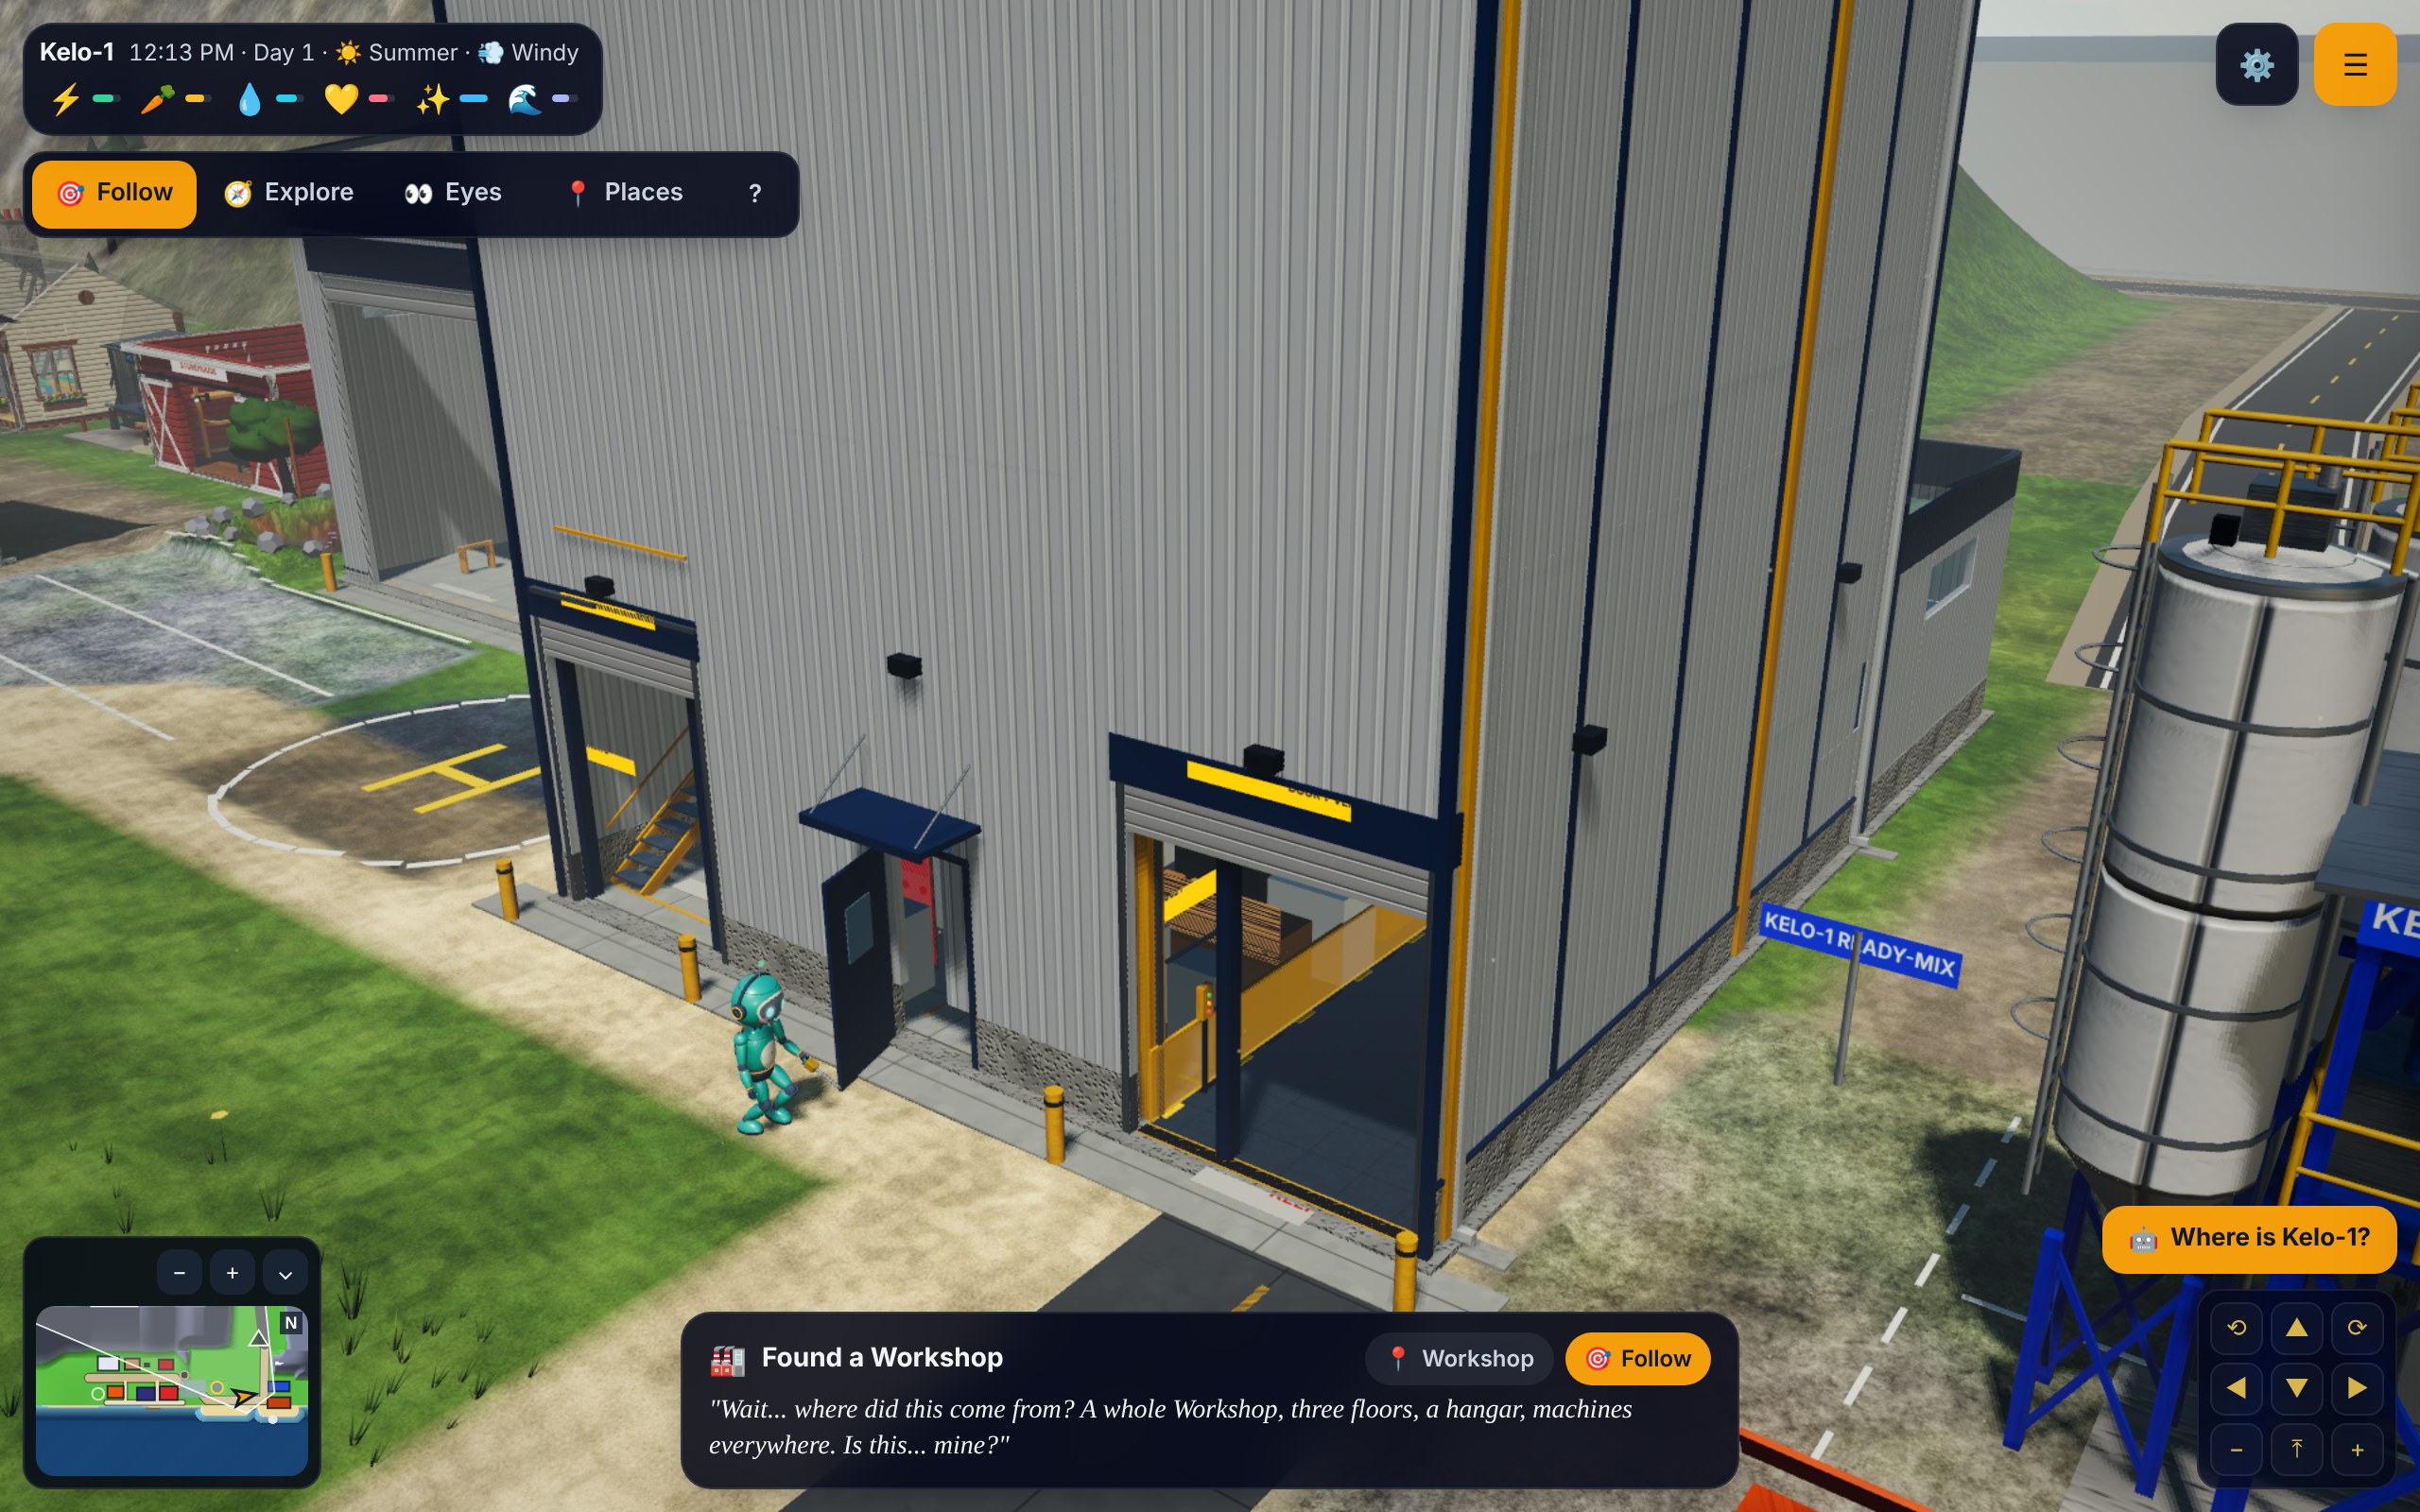 Kelo-1 12:13 PM · Day 1 · Summer · Windy
Follow
Explore
Eyes
Places
?
STOREHOUSE
KELO-1 READY-MIX
KE
Where is Kelo-1?
N
Found a Workshop
Workshop
Follow
"Wait... where did this come from? A whole Workshop, three floors, a hangar, machines
everywhere. Is this... mine?"